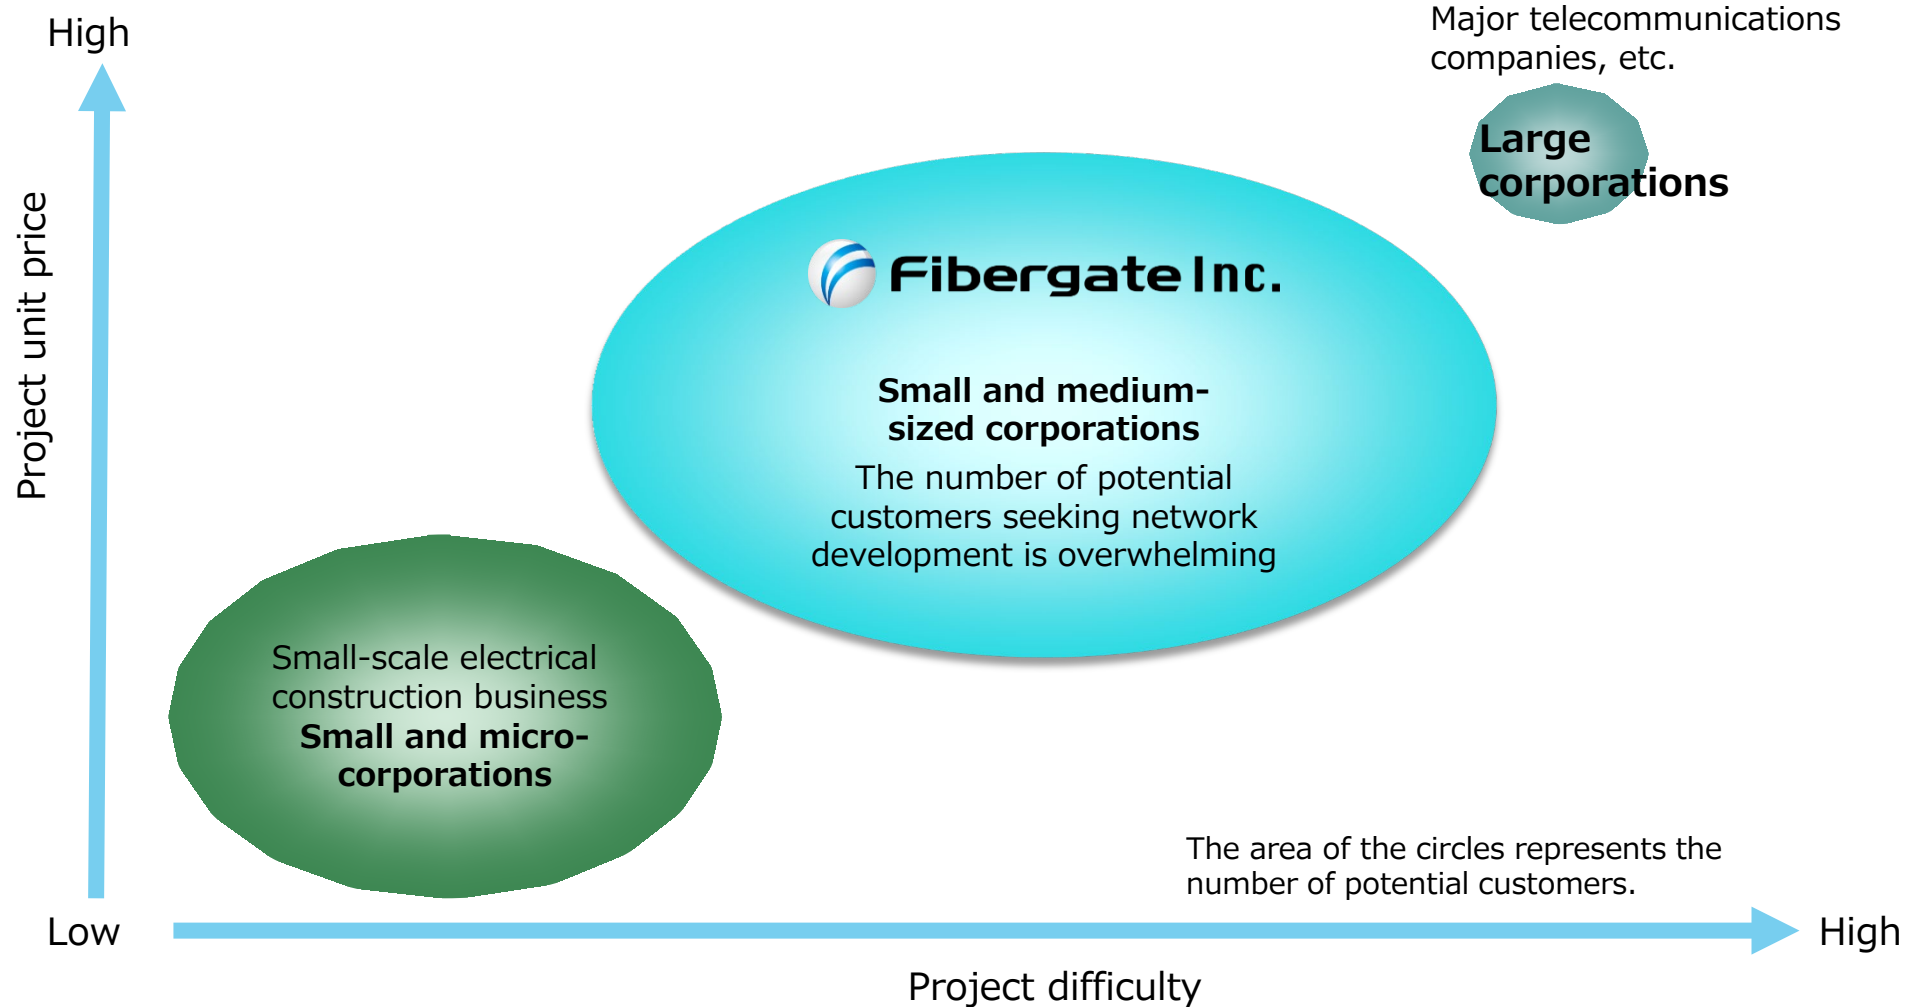 High
Major telecommunications
companies, etc.
Large
corporations
Project unit price
Fibergate Inc.
Small and medium-
sized corporations
The number of potential
customers seeking network
development is overwhelming
Small-scale electrical
construction business
Small and micro-
corporations
The area of the circles represents the
number of potential customers.
Low
High
Project difficulty